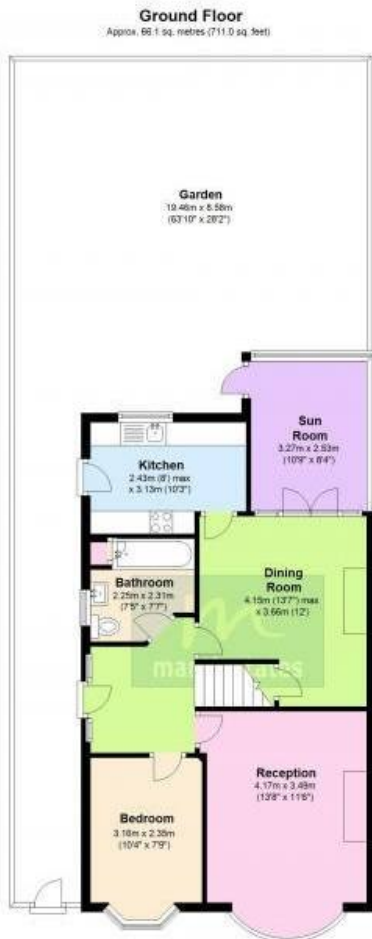 Ground Floor
Approx. 66.1 sq. metres (711.0 sq. feet)
Garden
19.46m x 8.58m
(63'10" x 28'2")
Sun
Room
3.27m x 2.53m
(10'9" x 8'4")
Kitchen
2.43m (8') max
x 3.13m (10'3")
Dining
Room
4.15m (13'7") max
x 3.66m (12')
Bathroom
2.25m x 2.31m
(7'5" x 7'7")
Reception
4.17m x 3.49m
(13'8" x 11'6")
Bedroom
3.16m x 2.35m
(10'4" x 7'9")